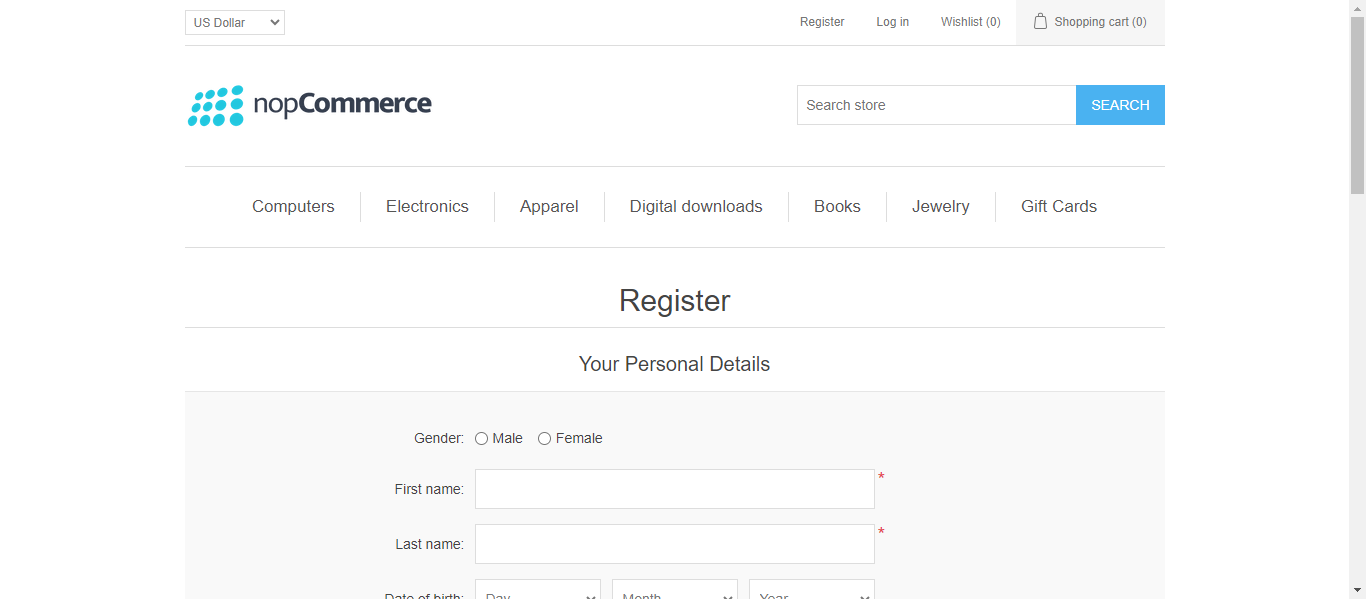 US Dollar Register Log in Wishlist (0) Shopping cart (0)
nopCommerce
Search store SEARCH
Computers Electronics Apparel Digital downloads Books Jewelry Gift Cards
Register
Your Personal Details
Gender: Male Female
First name: *
Last name: *
Date of birth: Day Month Year